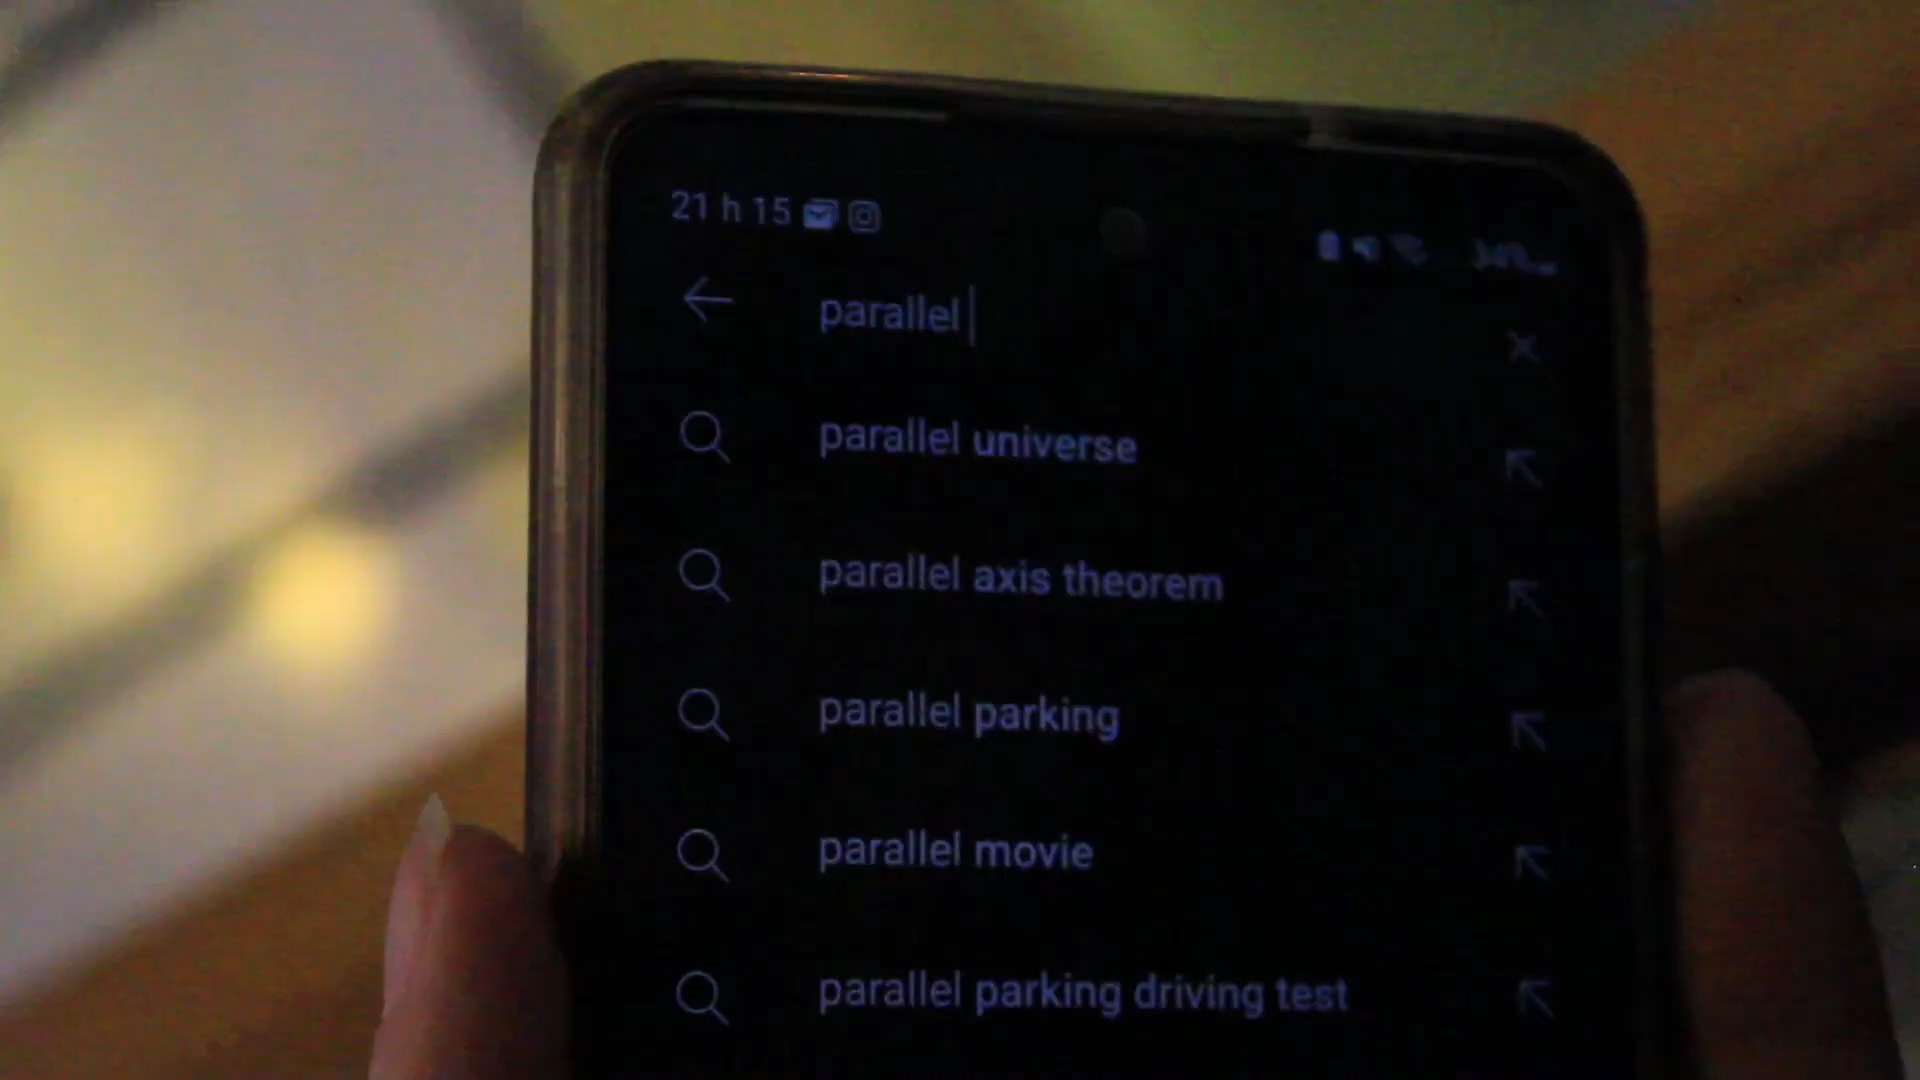 21 h 15
parallel
parallel universe
parallel axis theorem
parallel parking
parallel movie
parallel parking driving test